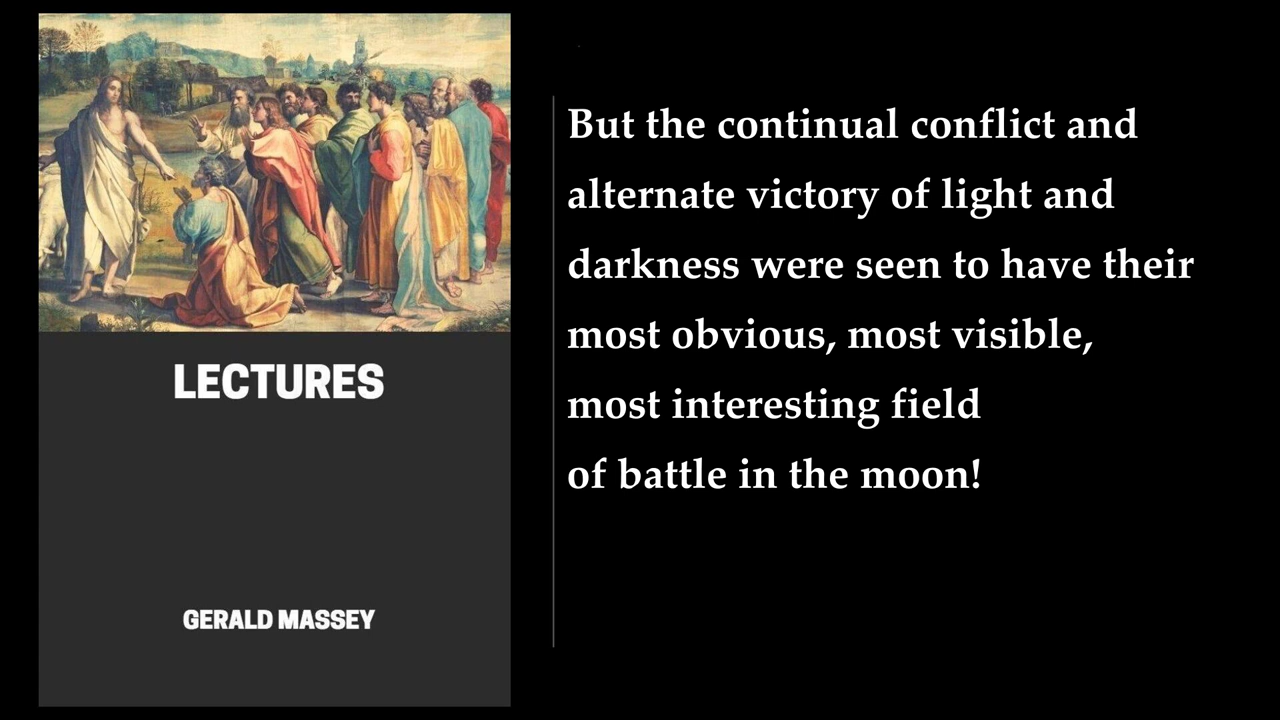 LECTURES
GERALD MASSEY
But the continual conflict and
alternate victory of light and
darkness were seen to have their
most obvious, most visible,
most interesting field
of battle in the moon!